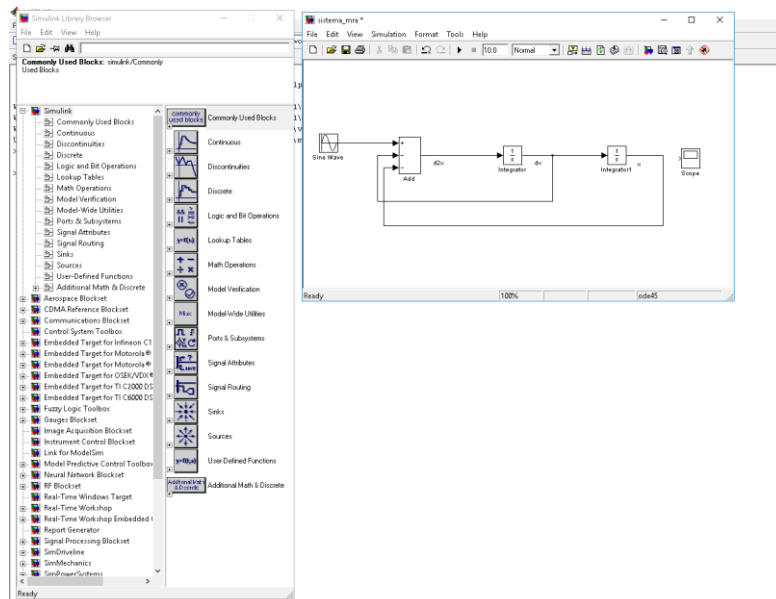 Simulink Library Browser
File Edit View Help
Commonly Used Blocks: simulink/Commonly
Used Blocks
Simulink
Commonly Used Blocks
Continuous
Discontinuities
Discrete
Logic and Bit Operations
Lookup Tables
Math Operations
Model Verification
Model-Wide Utilities
Ports & Subsystems
Signal Attributes
Signal Routing
Sinks
Sources
User-Defined Functions
Additional Math & Discrete
Aerospace Blockset
CDMA Reference Blockset
Communications Blockset
Control System Toolbox
Embedded Target for Infineon C1
Embedded Target for Motorola®
Embedded Target for Motorola®
Embedded Target for OSEK/VDX®
Embedded Target for TI C2000 DS
Embedded Target for TI C6000 DS
Fuzzy Logic Toolbox
Gauges Blockset
Image Acquisition Blockset
Instrument Control Blockset
Link for ModelSim
Model Predictive Control Toolbox
Neural Network Blockset
RF Blockset
Real-Time Windows Target
Real-Time Workshop
Real-Time Workshop Embedded
Report Generator
Signal Processing Blockset
SimDriveline
SimMechanics
SimPowerSystems
Ready
commonly
used blocks
Commonly Used Blocks
Continuous
Discontinuities
Discrete
Logic and Bit Operations
y=f(u)
Lookup Tables
Math Operations
Model Verification
Misc
Model-Wide Utilities
Ports & Subsystems
Signal Attributes
Signal Routing
Sinks
Sources
y=f(u)
User-Defined Functions
Additional Math
& Discrete
Additional Math & Discrete
sistema_mra *
File Edit View Simulation Format Tools Help
10.0 Normal
Sine Wave
Add
d2x
1
s
Integrator
dx
1
s
Integrator1
x
Scope
Ready 100% ode45